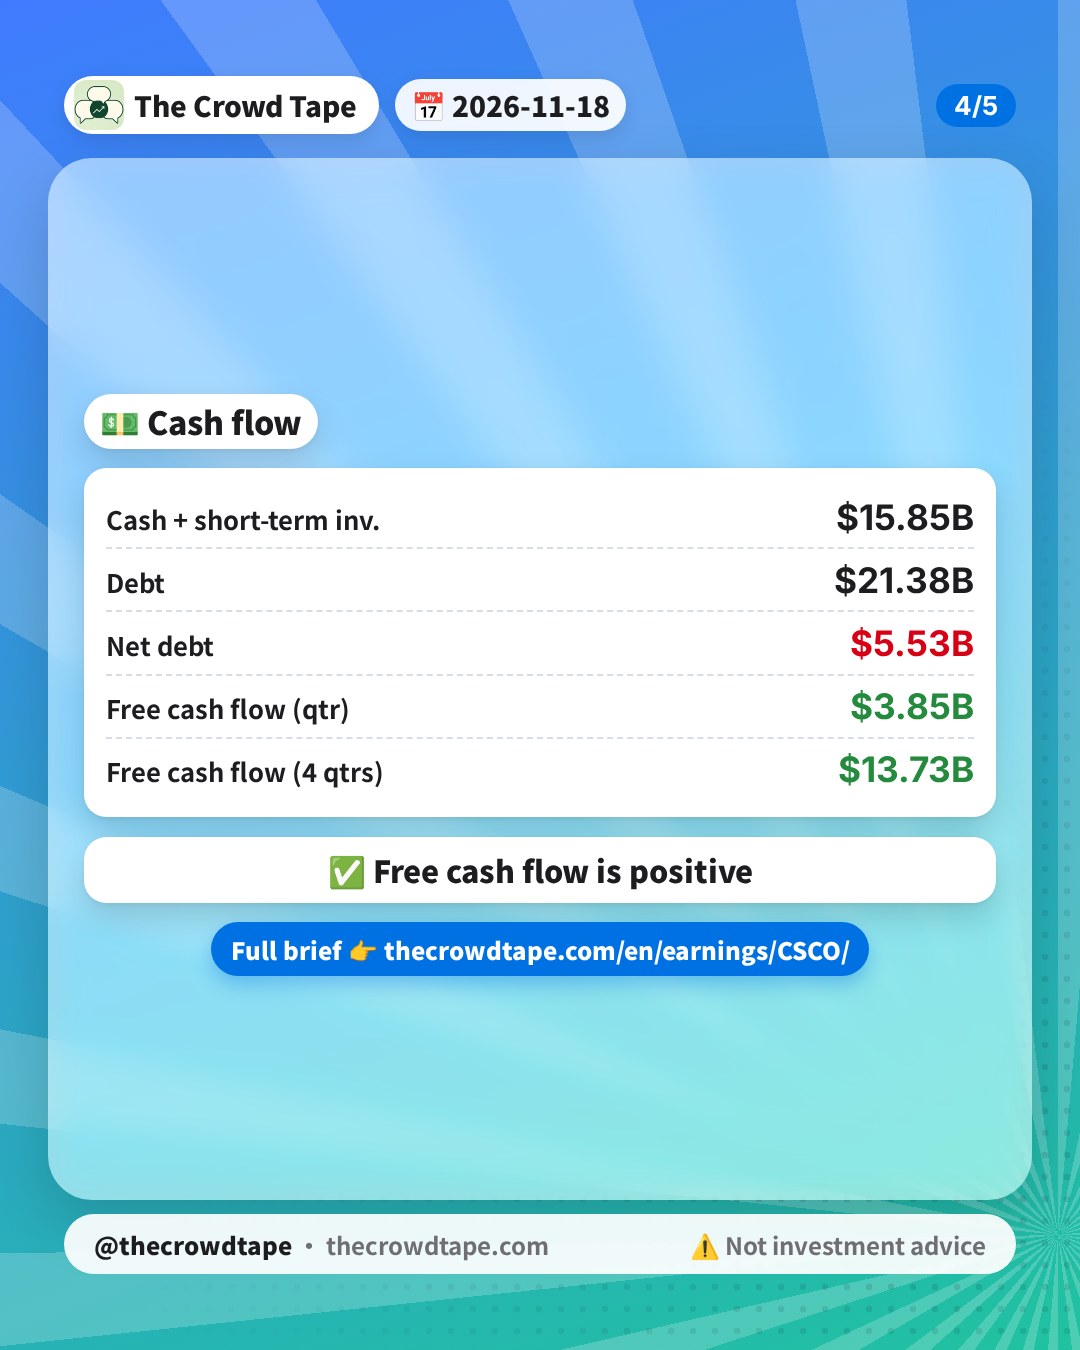 The Crowd Tape
📅 2026-11-18
4/5
💵 Cash flow
Cash + short-term inv. $15.85B
Debt $21.38B
Net debt $5.53B
Free cash flow (qtr) $3.85B
Free cash flow (4 qtrs) $13.73B
✅ Free cash flow is positive
Full brief 👉 thecrowdtape.com/en/earnings/CSCO/
@thecrowdtape • thecrowdtape.com ⚠️ Not investment advice